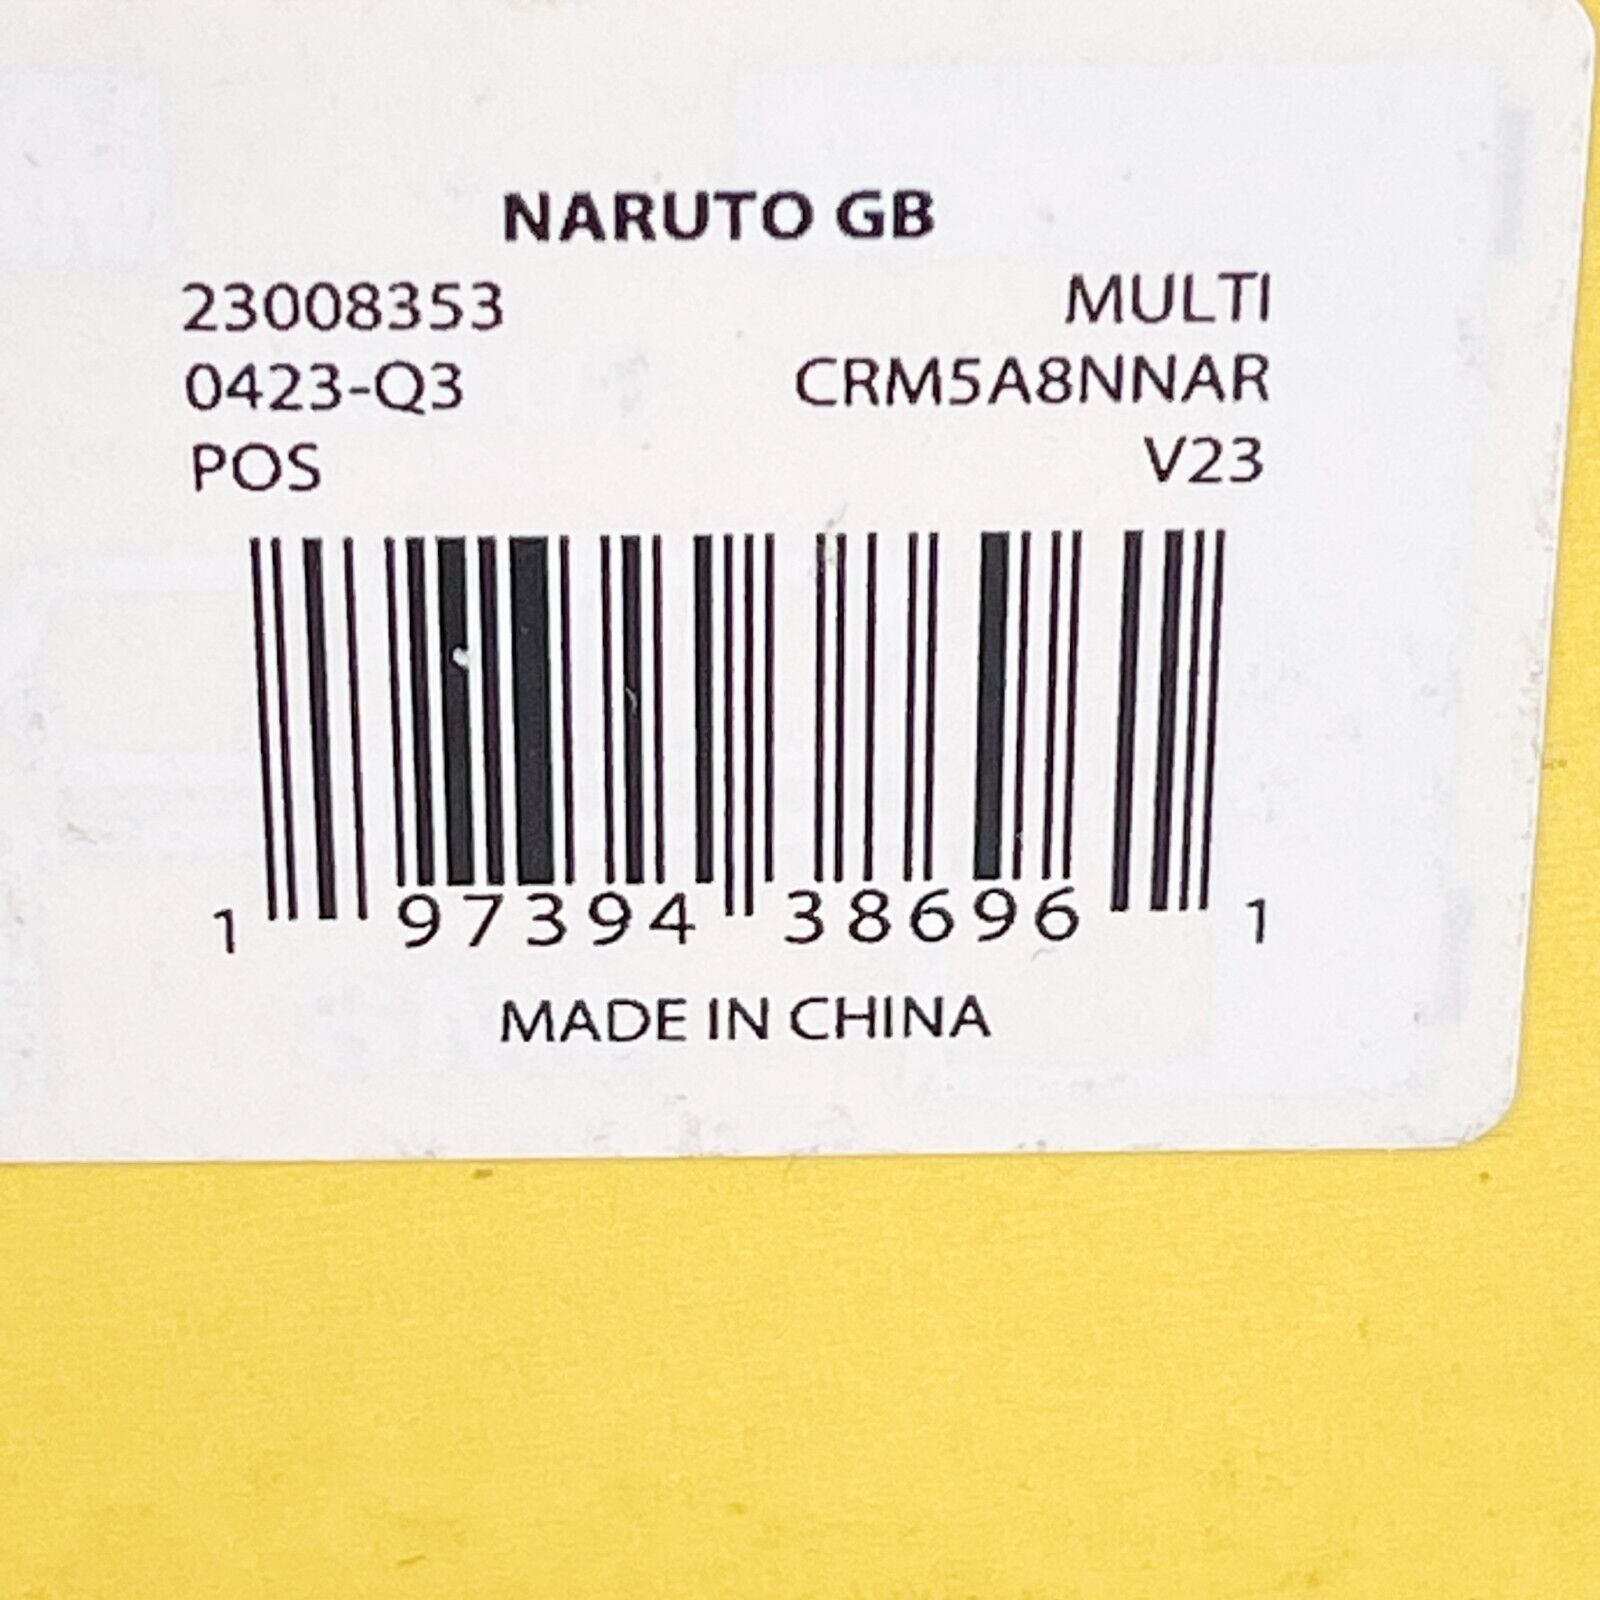 NARUTO GB
23008353 MULTI
0423-Q3 CRM5A8NNAR
POS V23
1 97394 38696 1
MADE IN CHINA